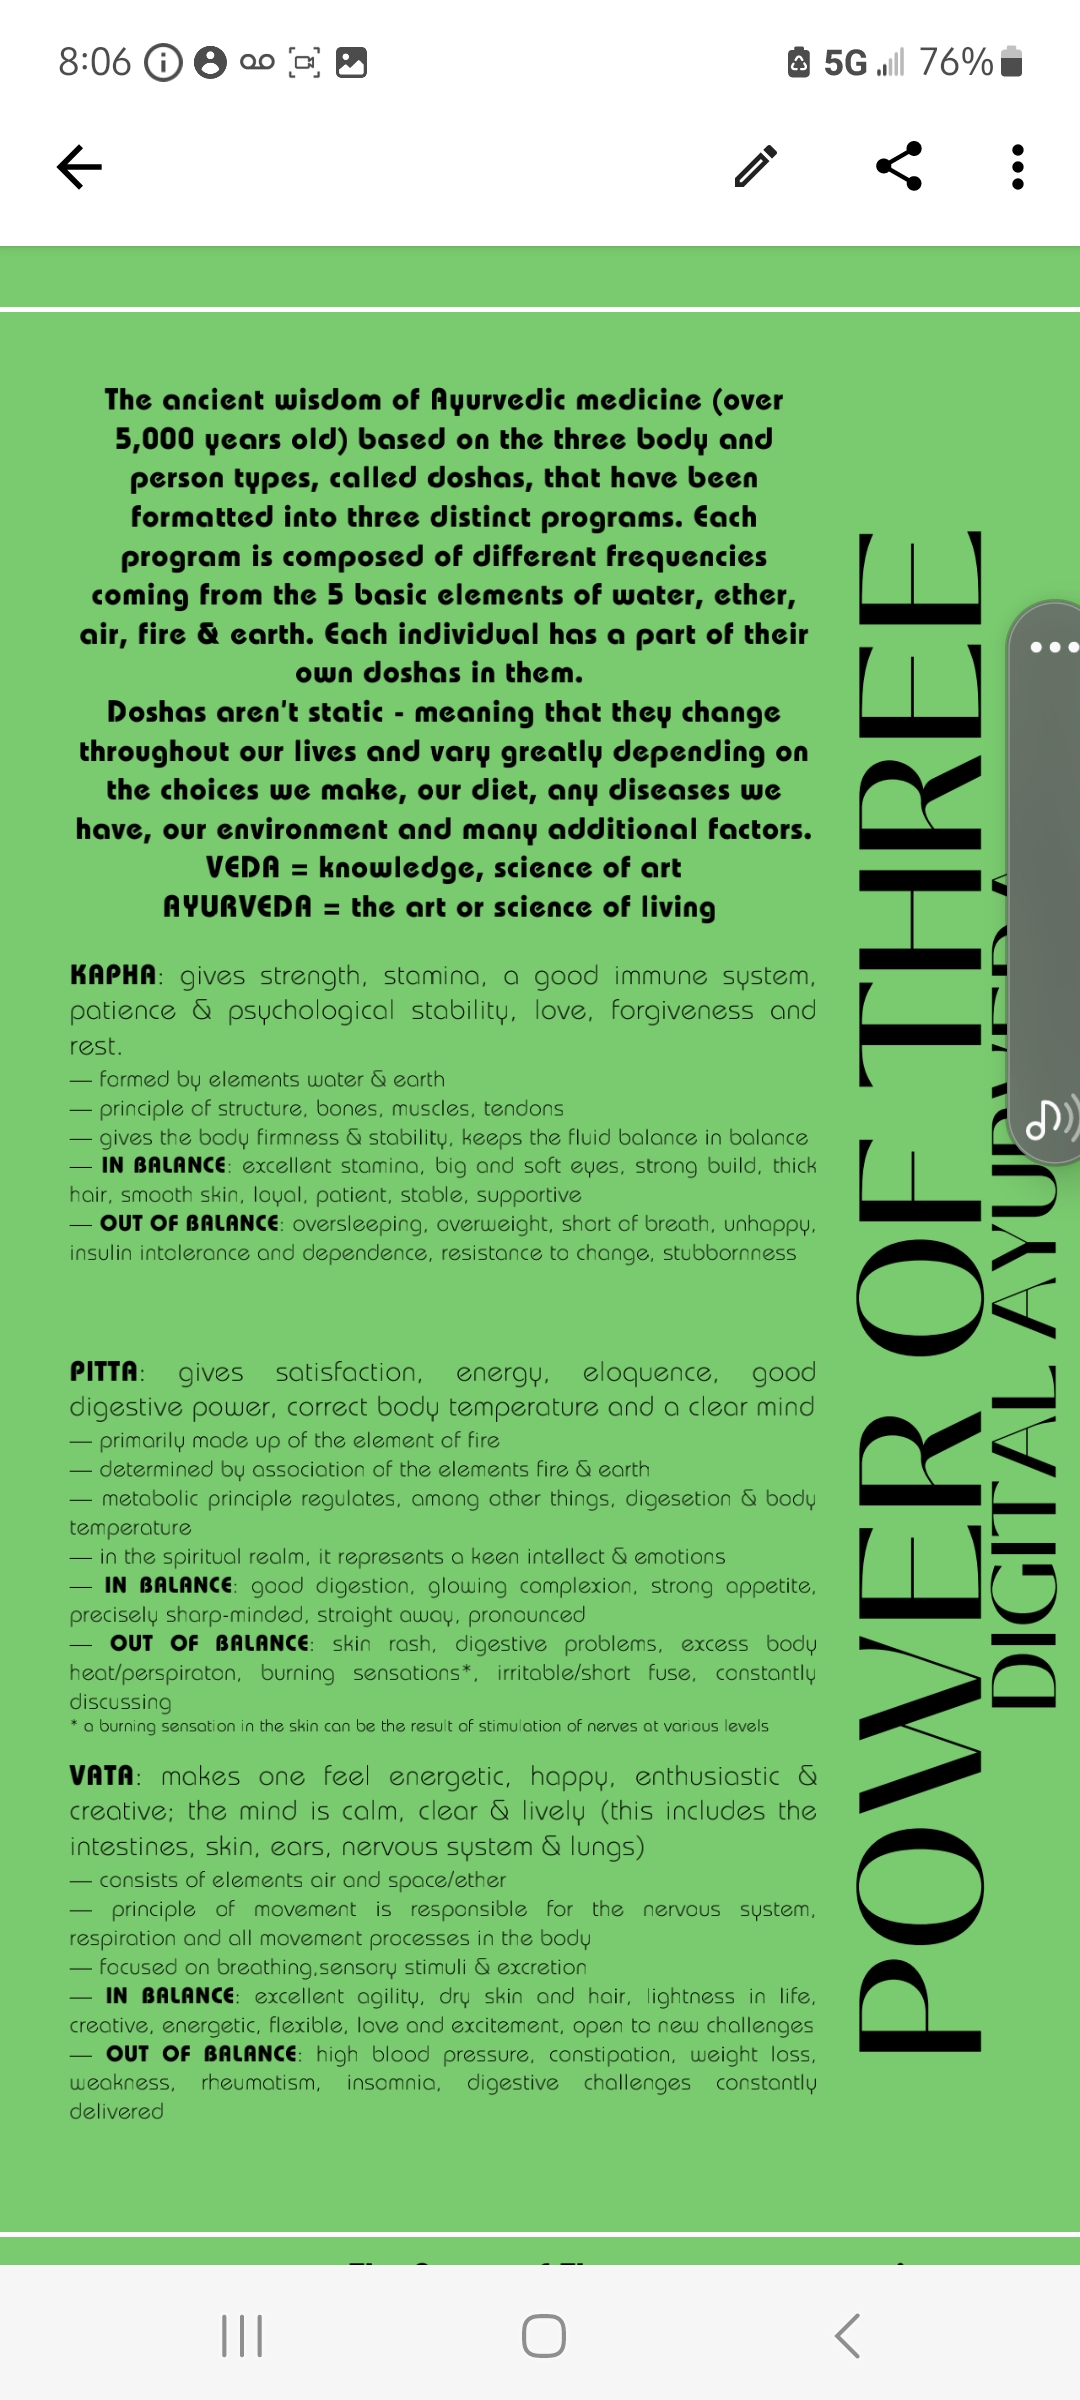 8:06
5G 76%
The ancient wisdom of Ayurvedic medicine (over
5,000 years old) based on the three body and
person types, called doshas, that have been
formatted into three distinct programs. Each
program is composed of different frequencies
coming from the 5 basic elements of water, ether,
air, fire & earth. Each individual has a part of their
own doshas in them.
Doshas aren't static - meaning that they change
throughout our lives and vary greatly depending on
the choices we make, our diet, any diseases we
have, our environment and many additional factors.
VEDA = knowledge, science of art
AYURVEDA = the art or science of living
KAPHA: gives strength, stamina, a good immune system,
patience & psychological stability, love, forgiveness and
rest.
— formed by elements water & earth
— principle of structure, bones, muscles, tendons
— gives the body firmness & stability, keeps the fluid balance in balance
— IN BALANCE: excellent stamina, big and soft eyes, strong build, thick
hair, smooth skin, loyal, patient, stable, supportive
— OUT OF BALANCE: oversleeping, overweight, short of breath, unhappy,
insulin intolerance and dependence, resistance to change, stubbornness
PITTA: gives satisfaction, energy, eloquence, good
digestive power, correct body temperature and a clear mind
— primarily made up of the element of fire
— determined by association of the elements fire & earth
— metabolic principle regulates, among other things, digesetion & body
temperature
— in the spiritual realm, it represents a keen intellect & emotions
— IN BALANCE: good digestion, glowing complexion, strong appetite,
precisely sharp-minded, straight away, pronounced
— OUT OF BALANCE: skin rash, digestive problems, excess body
heat/perspiraton, burning sensations*, irritable/short fuse, constantly
discussing
* a burning sensation in the skin can be the result of stimulation of nerves at various levels
VATA: makes one feel energetic, happy, enthusiastic &
creative; the mind is calm, clear & lively (this includes the
intestines, skin, ears, nervous system & lungs)
— consists of elements air and space/ether
— principle of movement is responsible for the nervous system,
respiration and all movement processes in the body
— focused on breathing,sensory stimuli & excretion
— IN BALANCE: excellent agility, dry skin and hair, lightness in life,
creative, energetic, flexible, love and excitement, open to new challenges
— OUT OF BALANCE: high blood pressure, constipation, weight loss,
weakness, rheumatism, insomnia, digestive challenges constantly
delivered
POWER OF THREE
DIGITAL AYURVEDA